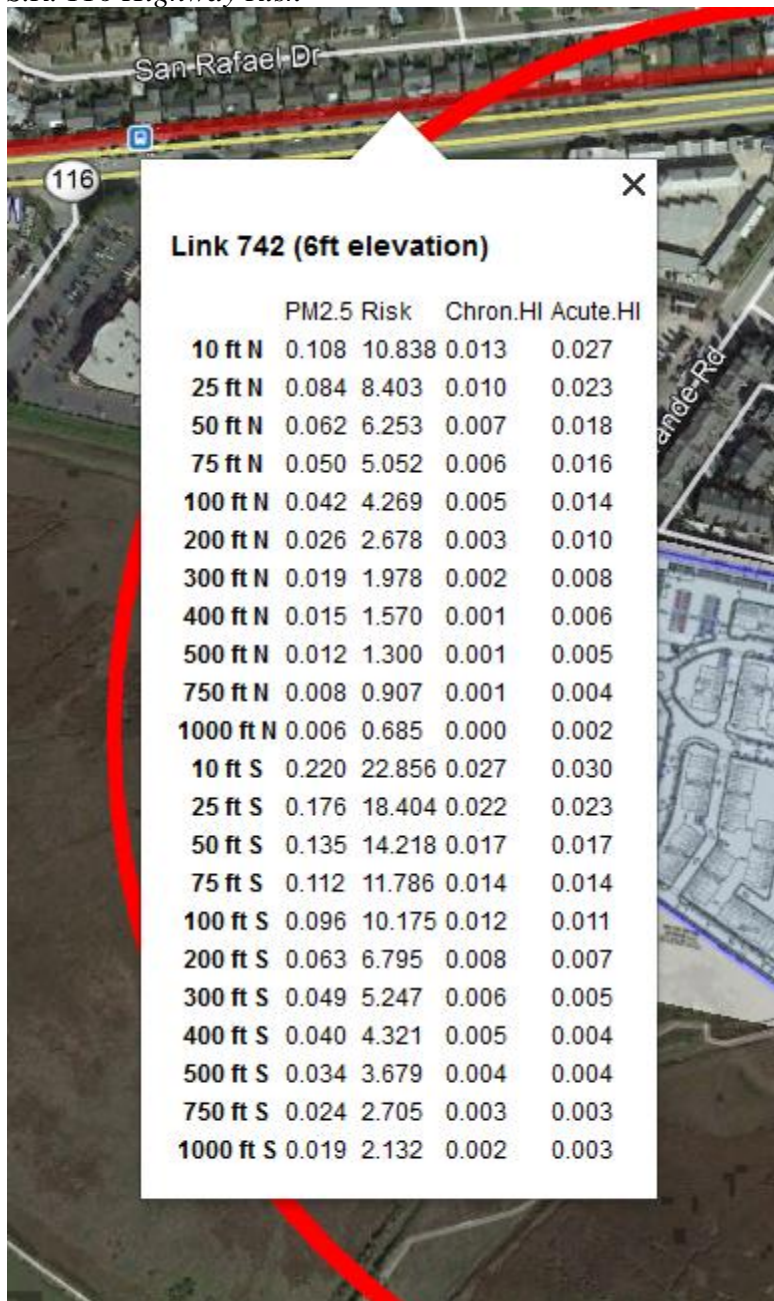 San Rafael Dr
116
Link 742 (6ft elevation)
PM2.5 Risk Chron.HI Acute.HI
10 ft N 0.108 10.838 0.013 0.027
25 ft N 0.084 8.403 0.010 0.023
50 ft N 0.062 6.253 0.007 0.018
75 ft N 0.050 5.052 0.006 0.016
100 ft N 0.042 4.269 0.005 0.014
200 ft N 0.026 2.678 0.003 0.010
300 ft N 0.019 1.978 0.002 0.008
400 ft N 0.015 1.570 0.001 0.006
500 ft N 0.012 1.300 0.001 0.005
750 ft N 0.008 0.907 0.001 0.004
1000 ft N 0.006 0.685 0.000 0.002
10 ft S 0.220 22.856 0.027 0.030
25 ft S 0.176 18.404 0.022 0.023
50 ft S 0.135 14.218 0.017 0.017
75 ft S 0.112 11.786 0.014 0.014
100 ft S 0.096 10.175 0.012 0.011
200 ft S 0.063 6.795 0.008 0.007
300 ft S 0.049 5.247 0.006 0.005
400 ft S 0.040 4.321 0.005 0.004
500 ft S 0.034 3.679 0.004 0.004
750 ft S 0.024 2.705 0.003 0.003
1000 ft S 0.019 2.132 0.002 0.003
ande-Rd